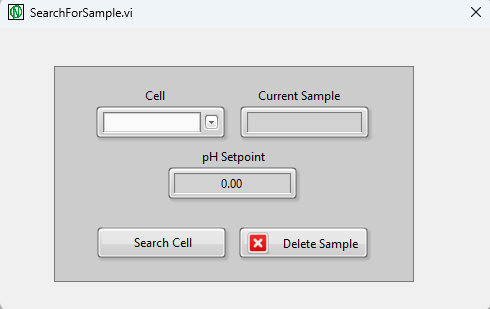 SearchForSample.vi
Cell
Current Sample
pH Setpoint
0.00
Search Cell
Delete Sample